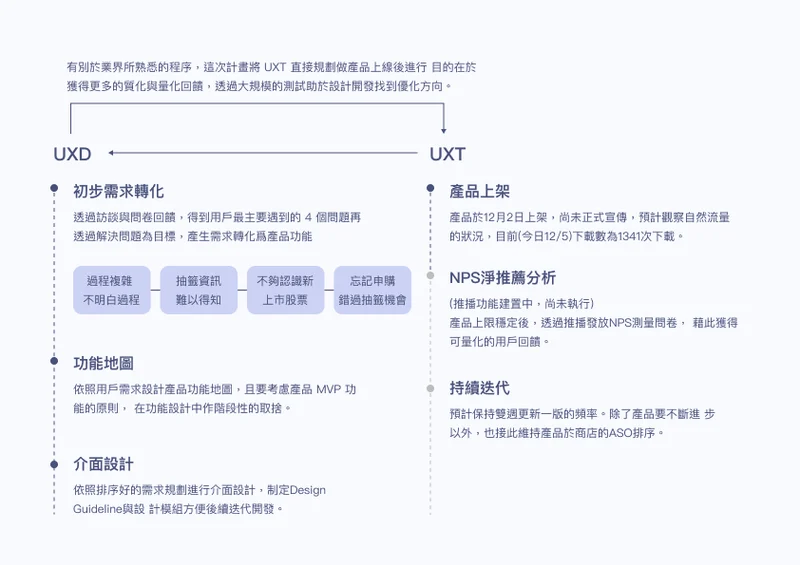 有別於業界所熟悉的程序，這次計畫將 UXT 直接規劃做產品上線後進行 目的在於
獲得更多的質化與量化回饋，透過大規模的測試助於設計開發找到優化方向。
UXD
初步需求轉化
透過訪談與問卷回饋，得到用戶最主要遇到的 4 個問題再
透過解決問題為目標，產生需求轉化爲產品功能
過程複雜
不明白過程
抽籤資訊
難以得知
不夠認識新
上市股票
忘記申購
錯過抽籤機會
功能地圖
依照用戶需求設計產品功能地圖，且要考慮產品 MVP 功
能的原則， 在功能設計中作階段性的取捨。
介面設計
依照排序好的需求規劃進行介面設計，制定Design
Guideline與設 計模組方便後續迭代開發。
UXT
產品上架
產品於12月2日上架，尚未正式宣傳，預計觀察自然流量
的狀況，目前(今日12/5)下載數為1341次下載。
NPS淨推薦分析
(推播功能建置中，尚未執行)
產品上限穩定後，透過推播發放NPS測量問卷， 藉此獲得
可量化的用戶回饋。
持續迭代
預計保持雙週更新一版的頻率。除了產品要不斷進 步
以外，也接此維持產品於商店的ASO排序。